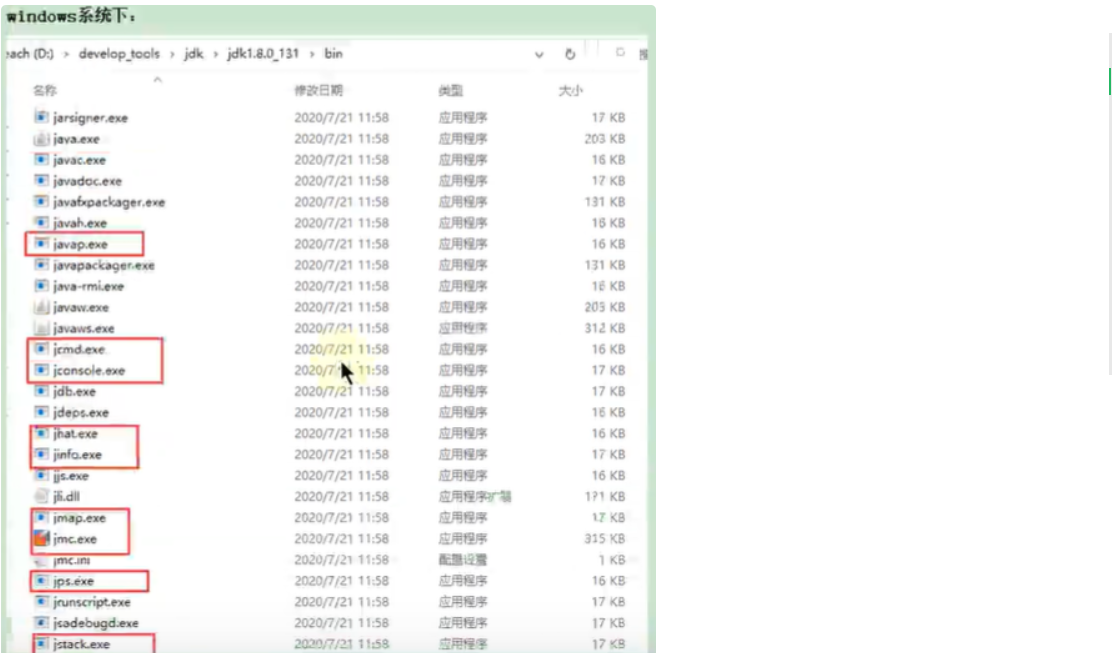 windows系统下：
each (D:) > develop_tools > jdk > jdk1.8.0_131 > bin
名称 修改日期 类型 大小
jarsigner.exe 2020/7/21 11:58 应用程序 17 KB
java.exe 2020/7/21 11:58 应用程序 203 KB
javac.exe 2020/7/21 11:58 应用程序 16 KB
javadoc.exe 2020/7/21 11:58 应用程序 17 KB
javafxpackager.exe 2020/7/21 11:58 应用程序 131 KB
javah.exe 2020/7/21 11:58 应用程序 16 KB
javap.exe 2020/7/21 11:58 应用程序 16 KB
javapackager.exe 2020/7/21 11:58 应用程序 131 KB
java-rmi.exe 2020/7/21 11:58 应用程序 16 KB
javaw.exe 2020/7/21 11:58 应用程序 203 KB
javaws.exe 2020/7/21 11:58 应用程序 312 KB
jcmd.exe 2020/7/21 11:58 应用程序 16 KB
jconsole.exe 2020/7/21 11:58 应用程序 17 KB
jdb.exe 2020/7/21 11:58 应用程序 17 KB
jdeps.exe 2020/7/21 11:58 应用程序 16 KB
jhat.exe 2020/7/21 11:58 应用程序 16 KB
jinfo.exe 2020/7/21 11:58 应用程序 17 KB
jjs.exe 2020/7/21 11:58 应用程序 16 KB
jli.dll 2020/7/21 11:58 应用程序扩展 KB
jmap.exe 2020/7/21 11:58 应用程序 17 KB
jmc.exe 2020/7/21 11:58 应用程序 315 KB
jmc.ini 2020/7/21 11:58 配置设置 1 KB
jps.exe 2020/7/21 11:58 应用程序 16 KB
jrunscript.exe 2020/7/21 11:58 应用程序 17 KB
jsadebugd.exe 2020/7/21 11:58 应用程序 17 KB
jstack.exe 2020/7/21 11:58 应用程序 17 KB